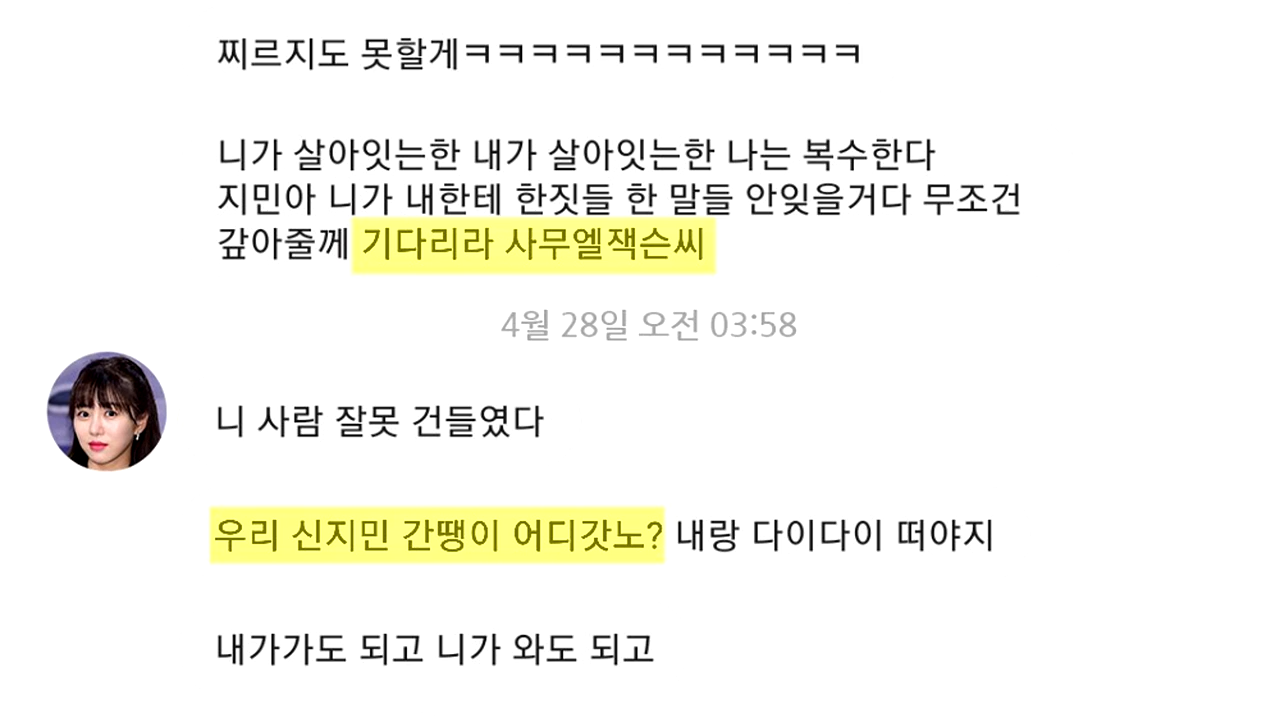 찌르지도 못할게ㅋㅋㅋㅋㅋㅋㅋㅋㅋㅋㅋㅋ
니가 살아잇는한 내가 살아잇는한 나는 복수한다
지민아 니가 내한테 한짓들 한 말들 안잊을거다 무조건
갚아줄께 기다리라 사무엘잭슨씨
4월 28일 오전 03:58
니 사람 잘못 건들였다
우리 신지민 간땡이 어디갓노? 내랑 다이다이 떠야지
내가가도 되고 니가 와도 되고